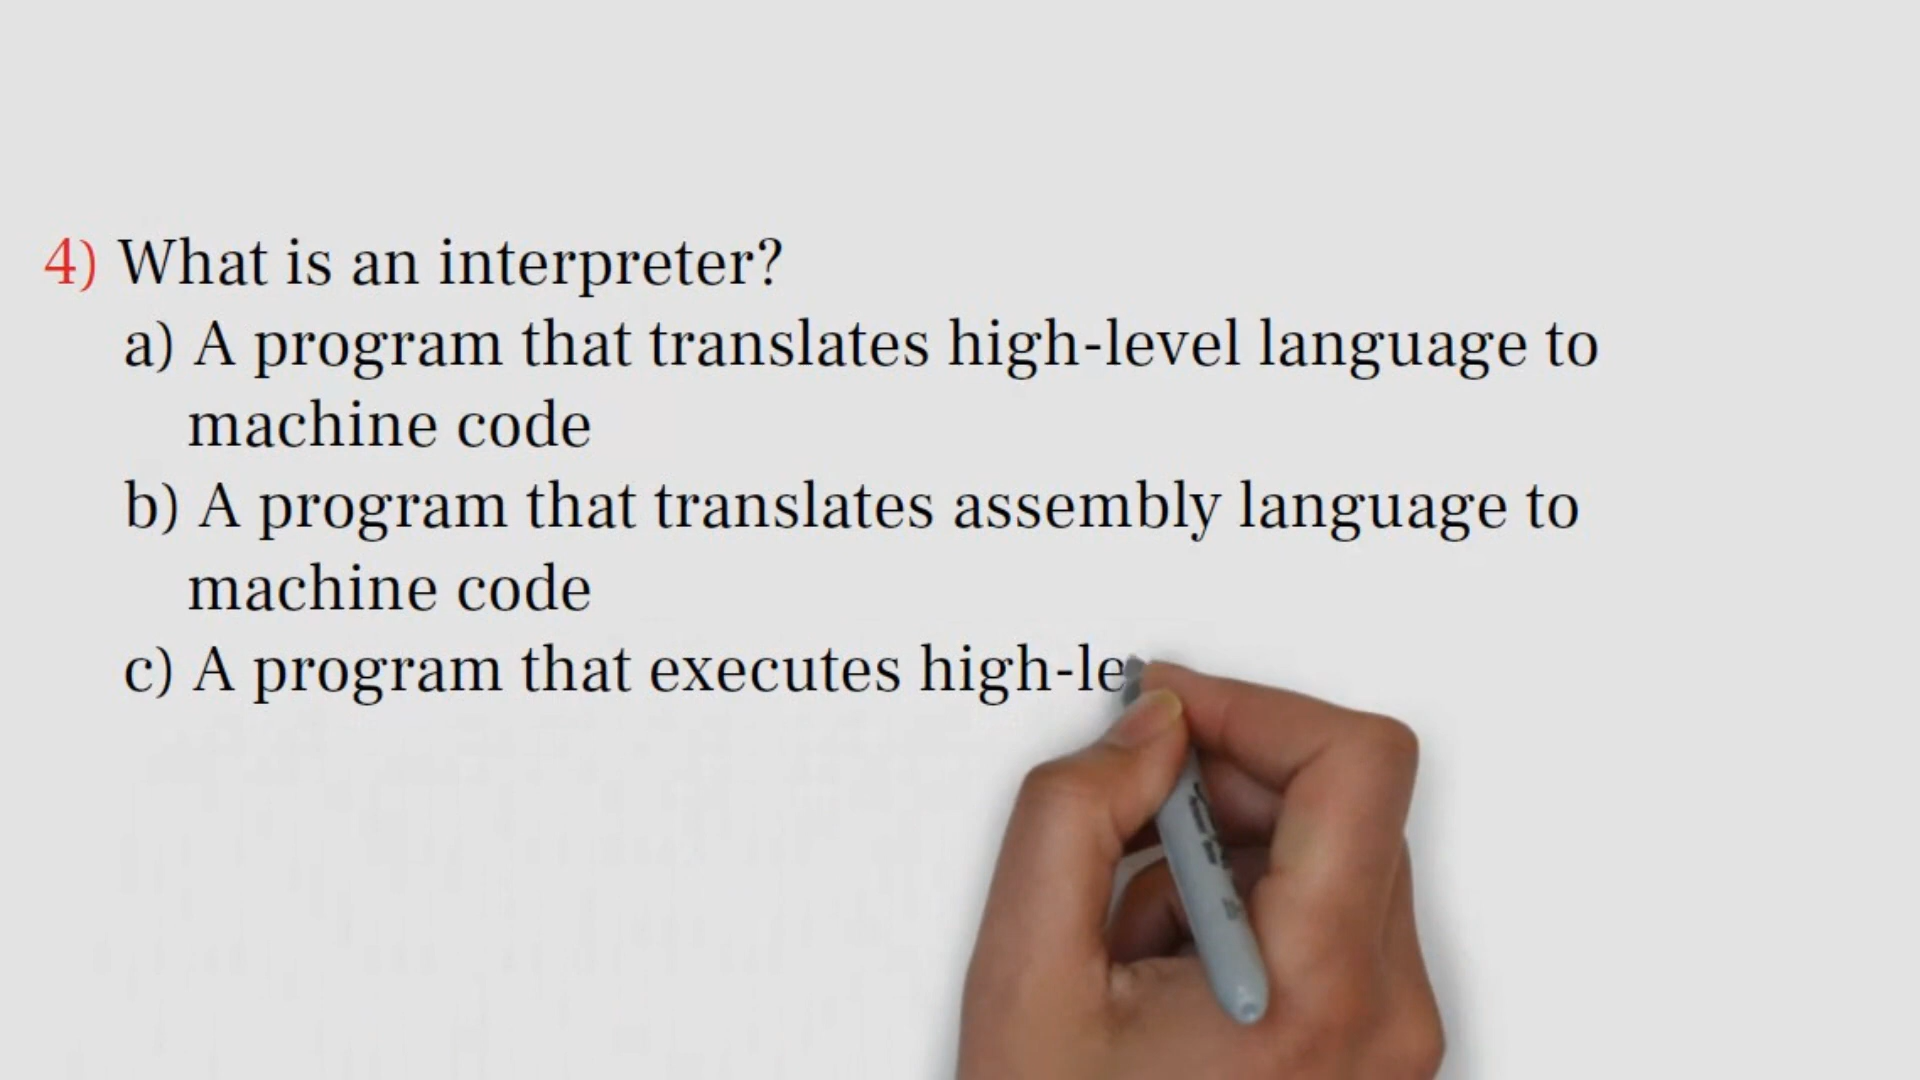 4) What is an interpreter?
a) A program that translates high-level language to
machine code
b) A program that translates assembly language to
machine code
c) A program that executes high-le